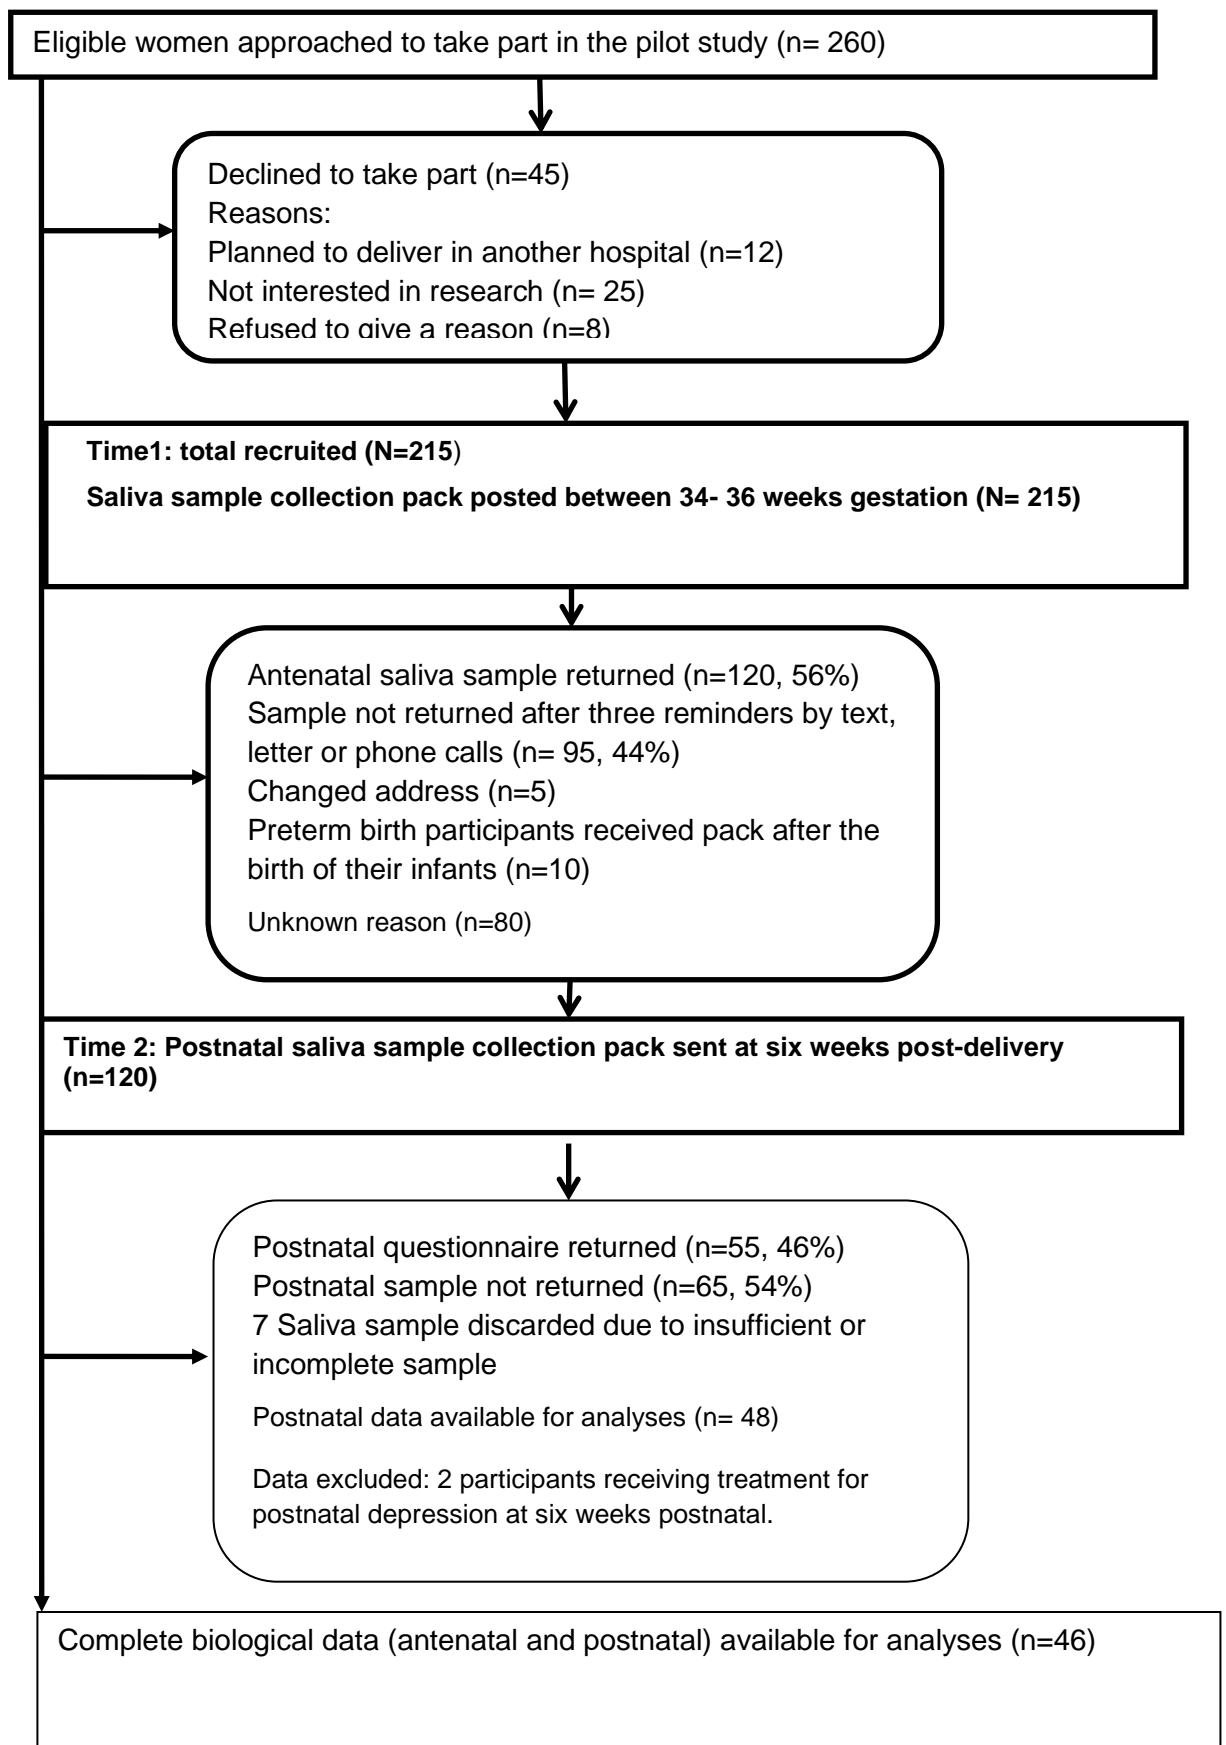 Eligible women approached to take part in the pilot study (n= 260)
Declined to take part (n=45)
Reasons:
Planned to deliver in another hospital (n=12)
Not interested in research (n= 25)
Refused to give a reason (n=8)
Time1: total recruited (N=215)
Saliva sample collection pack posted between 34- 36 weeks gestation (N= 215)
Antenatal saliva sample returned (n=120, 56%)
Sample not returned after three reminders by text,
letter or phone calls (n= 95, 44%)
Changed address (n=5)
Preterm birth participants received pack after the
birth of their infants (n=10)
Unknown reason (n=80)
Time 2: Postnatal saliva sample collection pack sent at six weeks post-delivery
(n=120)
Postnatal questionnaire returned (n=55, 46%)
Postnatal sample not returned (n=65, 54%)
7 Saliva sample discarded due to insufficient or
incomplete sample
Postnatal data available for analyses (n= 48)
Data excluded: 2 participants receiving treatment for
postnatal depression at six weeks postnatal.
Complete biological data (antenatal and postnatal) available for analyses (n=46)